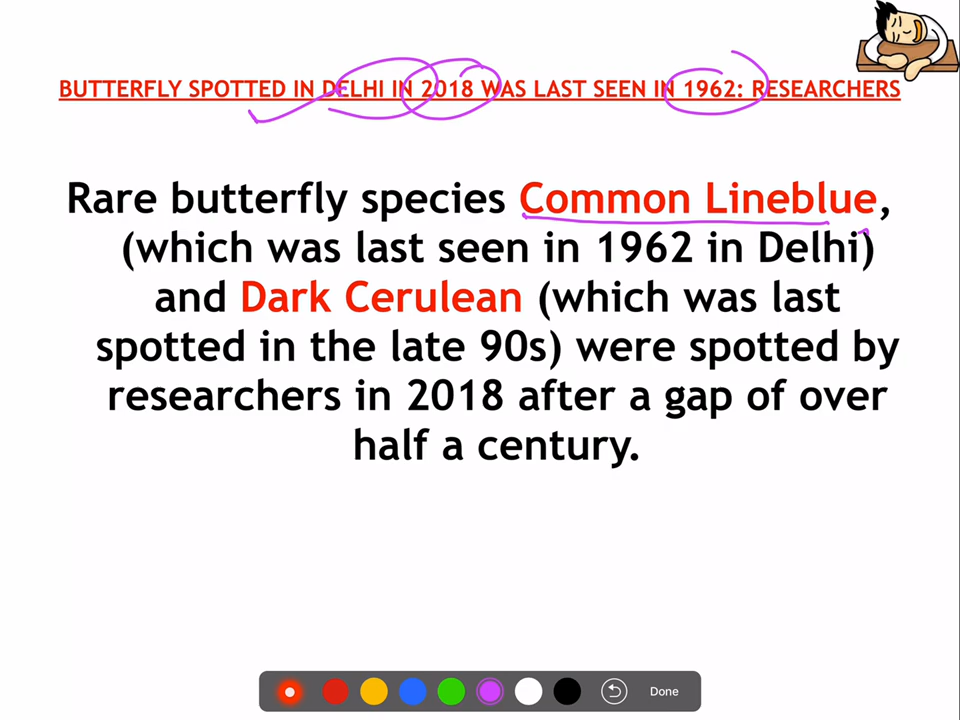 BUTTERFLY SPOTTED IN DELHI IN 2018 WAS LAST SEEN IN 1962: RESEARCHERS
Rare butterfly species Common Lineblue,
(which was last seen in 1962 in Delhi)
and Dark Cerulean (which was last
spotted in the late 90s) were spotted by
researchers in 2018 after a gap of over
half a century.
Done